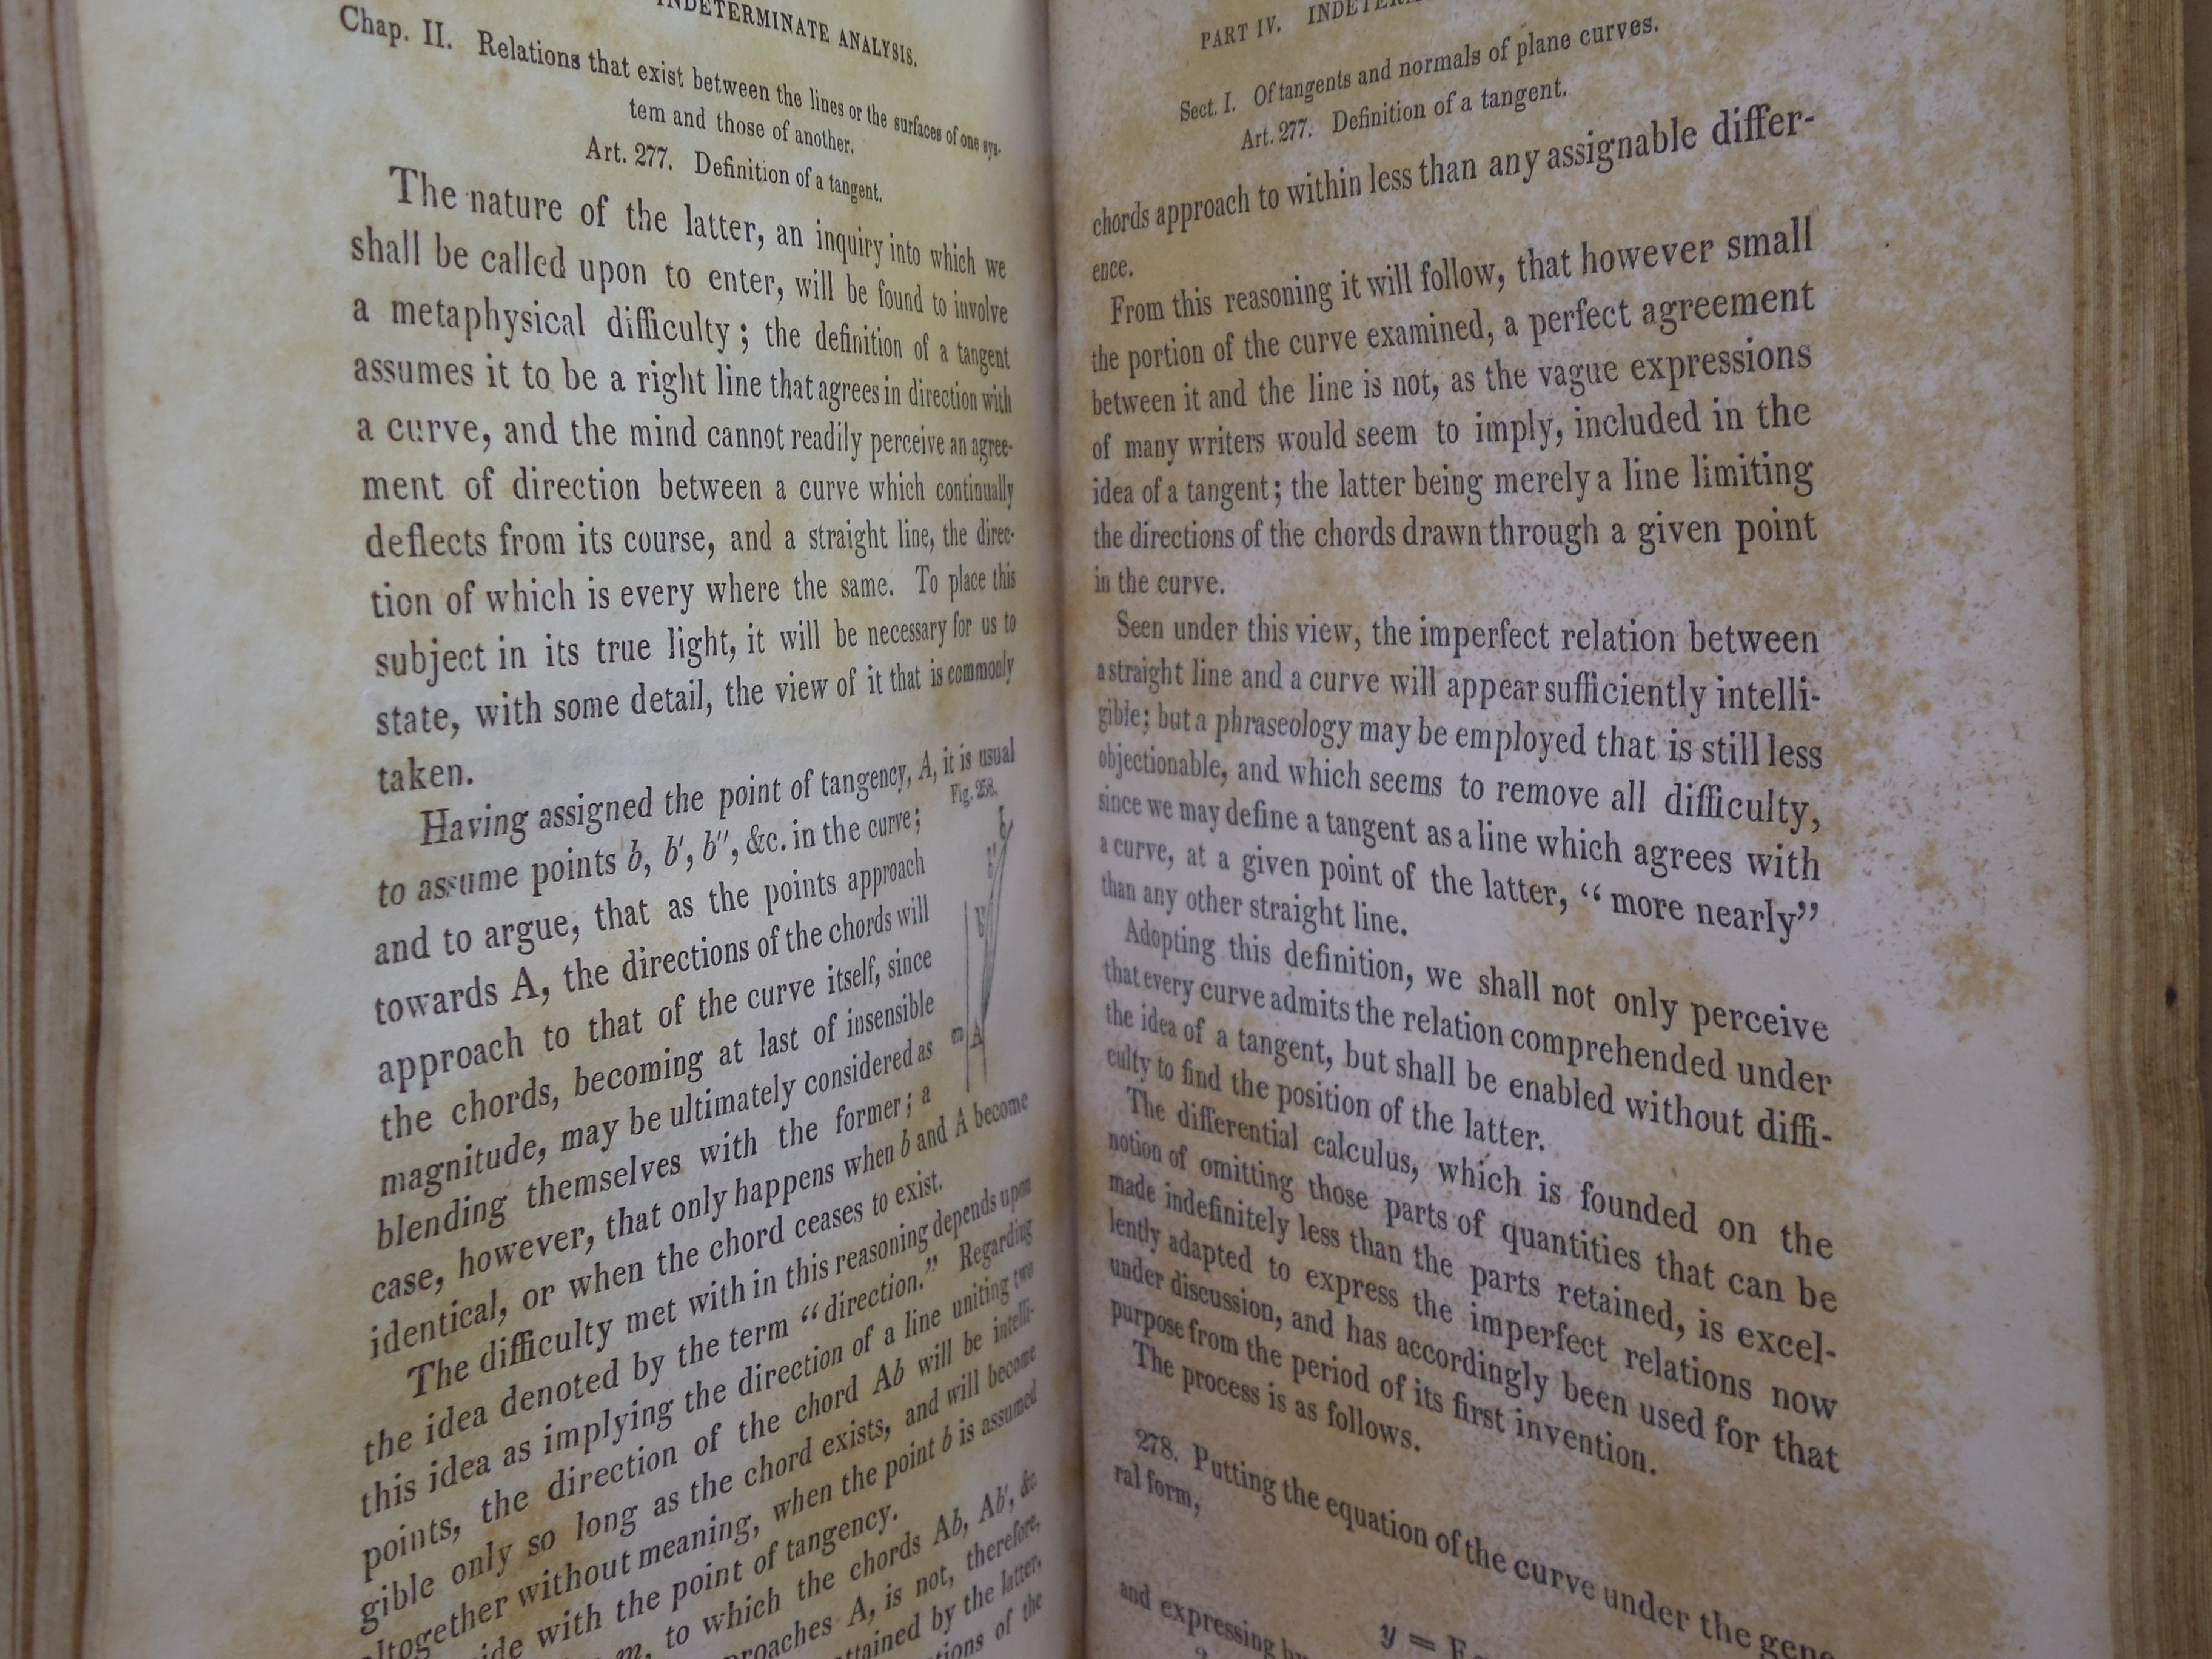 INDETERMINATE ANALYSIS.
Chap. II. Relations that exist between the lines or the surfaces of one sys-
tem and those of another.
Art. 277. Definition of a tangent.
The nature of the latter, an inquiry into which we
shall be called upon to enter, will be found to involve
a metaphysical difficulty; the definition of a tangent
assumes it to be a right line that agrees in direction with
a curve, and the mind cannot readily perceive an agree-
ment of direction between a curve which continually
deflects from its course, and a straight line, the direc-
tion of which is every where the same. To place this
subject in its true light, it will be necessary for us to
state, with some detail, the view of it that is commonly
taken.
Having assigned the point of tangency, A, it is usual
to assume points b, b', b'', &c. in the curve;
Fig. 258.
and to argue, that as the points approach
towards A, the directions of the chords will
approach to that of the curve itself, since
the chords, becoming at last of insensible
magnitude, may be ultimately considered as
blending themselves with the former; a
case, however, that only happens when b and A become
identical, or when the chord ceases to exist.
b
m A
The difficulty met with in this reasoning depends upon
the idea denoted by the term "direction." Regarding
this idea as implying the direction of a line uniting two
points, the direction of the chord Ab will be intelli-
gible only so long as the chord exists, and will become
altogether without meaning, when the point b is assumed
with the point of tangency.
m, to which the chords Ab, Ab', &c
A, is not, therefore,
by the latter,
of the
PART IV.
Sect. I. Of tangents and normals of plane curves.
Art. 277. Definition of a tangent.
chords approach to within less than any assignable differ-
ence.
From this reasoning it will follow, that however small
the portion of the curve examined, a perfect agreement
between it and the line is not, as the vague expressions
of many writers would seem to imply, included in the
idea of a tangent; the latter being merely a line limiting
the directions of the chords drawn through a given point
in the curve.
Seen under this view, the imperfect relation between
a straight line and a curve will appear sufficiently intelli-
gible; but a phraseology may be employed that is still less
objectionable, and which seems to remove all difficulty,
since we may define a tangent as a line which agrees with
a curve, at a given point of the latter, "more nearly"
than any other straight line.
Adopting this definition, we shall not only perceive
that every curve admits the relation comprehended under
the idea of a tangent, but shall be enabled without diffi-
culty to find the position of the latter.
The differential calculus, which is founded on the
notion of omitting those parts of quantities that can be
made indefinitely less than the parts retained, is excel-
lently adapted to express the imperfect relations now
under discussion, and has accordingly been used for that
purpose from the period of its first invention.
The process is as follows.
278. Putting the equation of the curve under the gene-
ral form,
y = F
and expressing